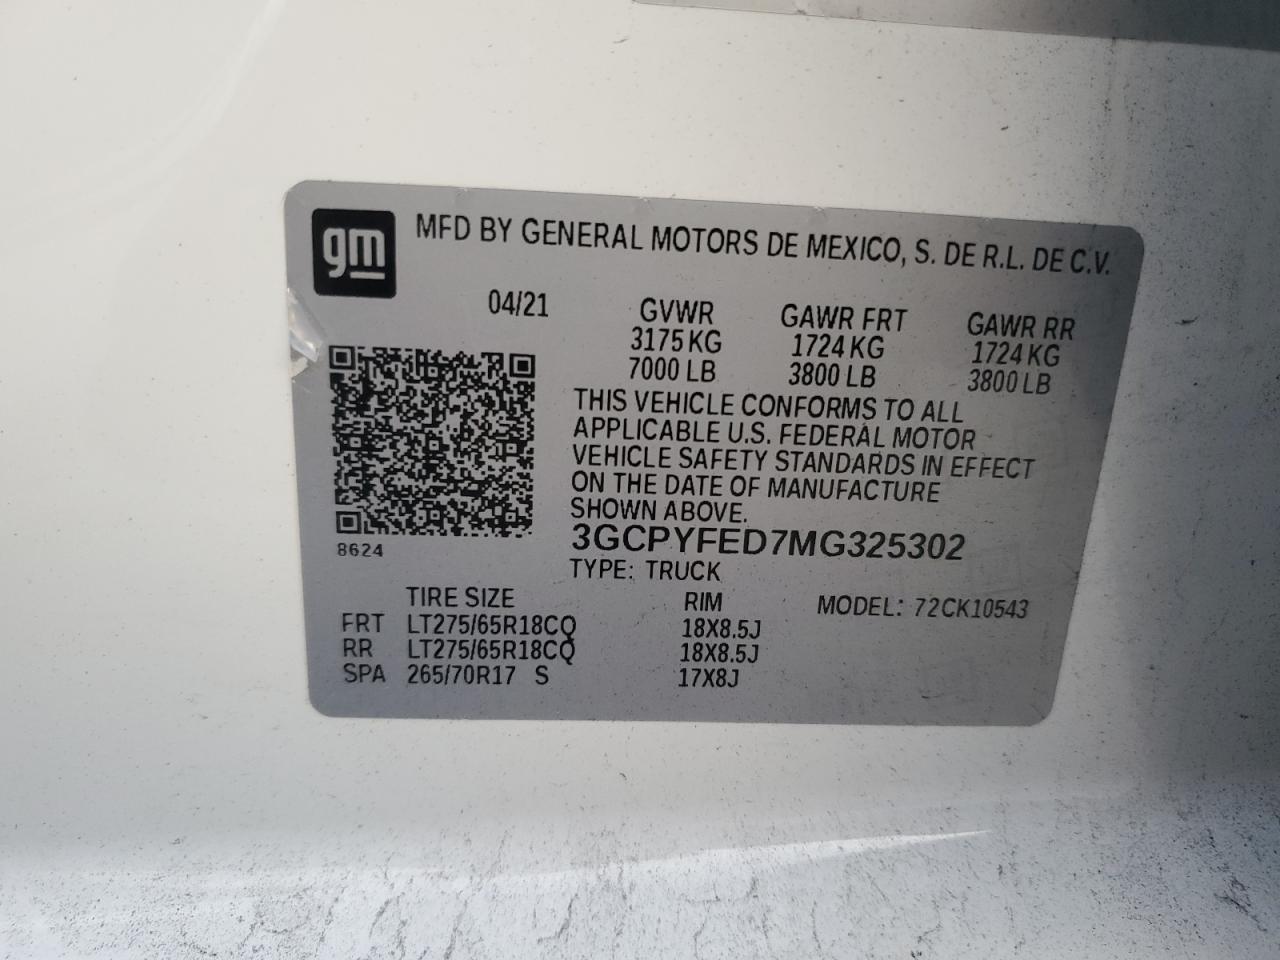 gm
MFD BY GENERAL MOTORS DE MEXICO, S. DE R.L. DE C.V.
04/21 GVWR GAWR FRT GAWR RR
3175 KG 1724 KG 1724 KG
7000 LB 3800 LB 3800 LB
THIS VEHICLE CONFORMS TO ALL
APPLICABLE U.S. FEDERAL MOTOR
VEHICLE SAFETY STANDARDS IN EFFECT
ON THE DATE OF MANUFACTURE
SHOWN ABOVE.
3GCPYFED7MG325302
8624
TYPE: TRUCK
TIRE SIZE RIM MODEL: 72CK10543
FRT LT275/65R18CQ 18X8.5J
RR LT275/65R18CQ 18X8.5J
SPA 265/70R17 S 17X8J